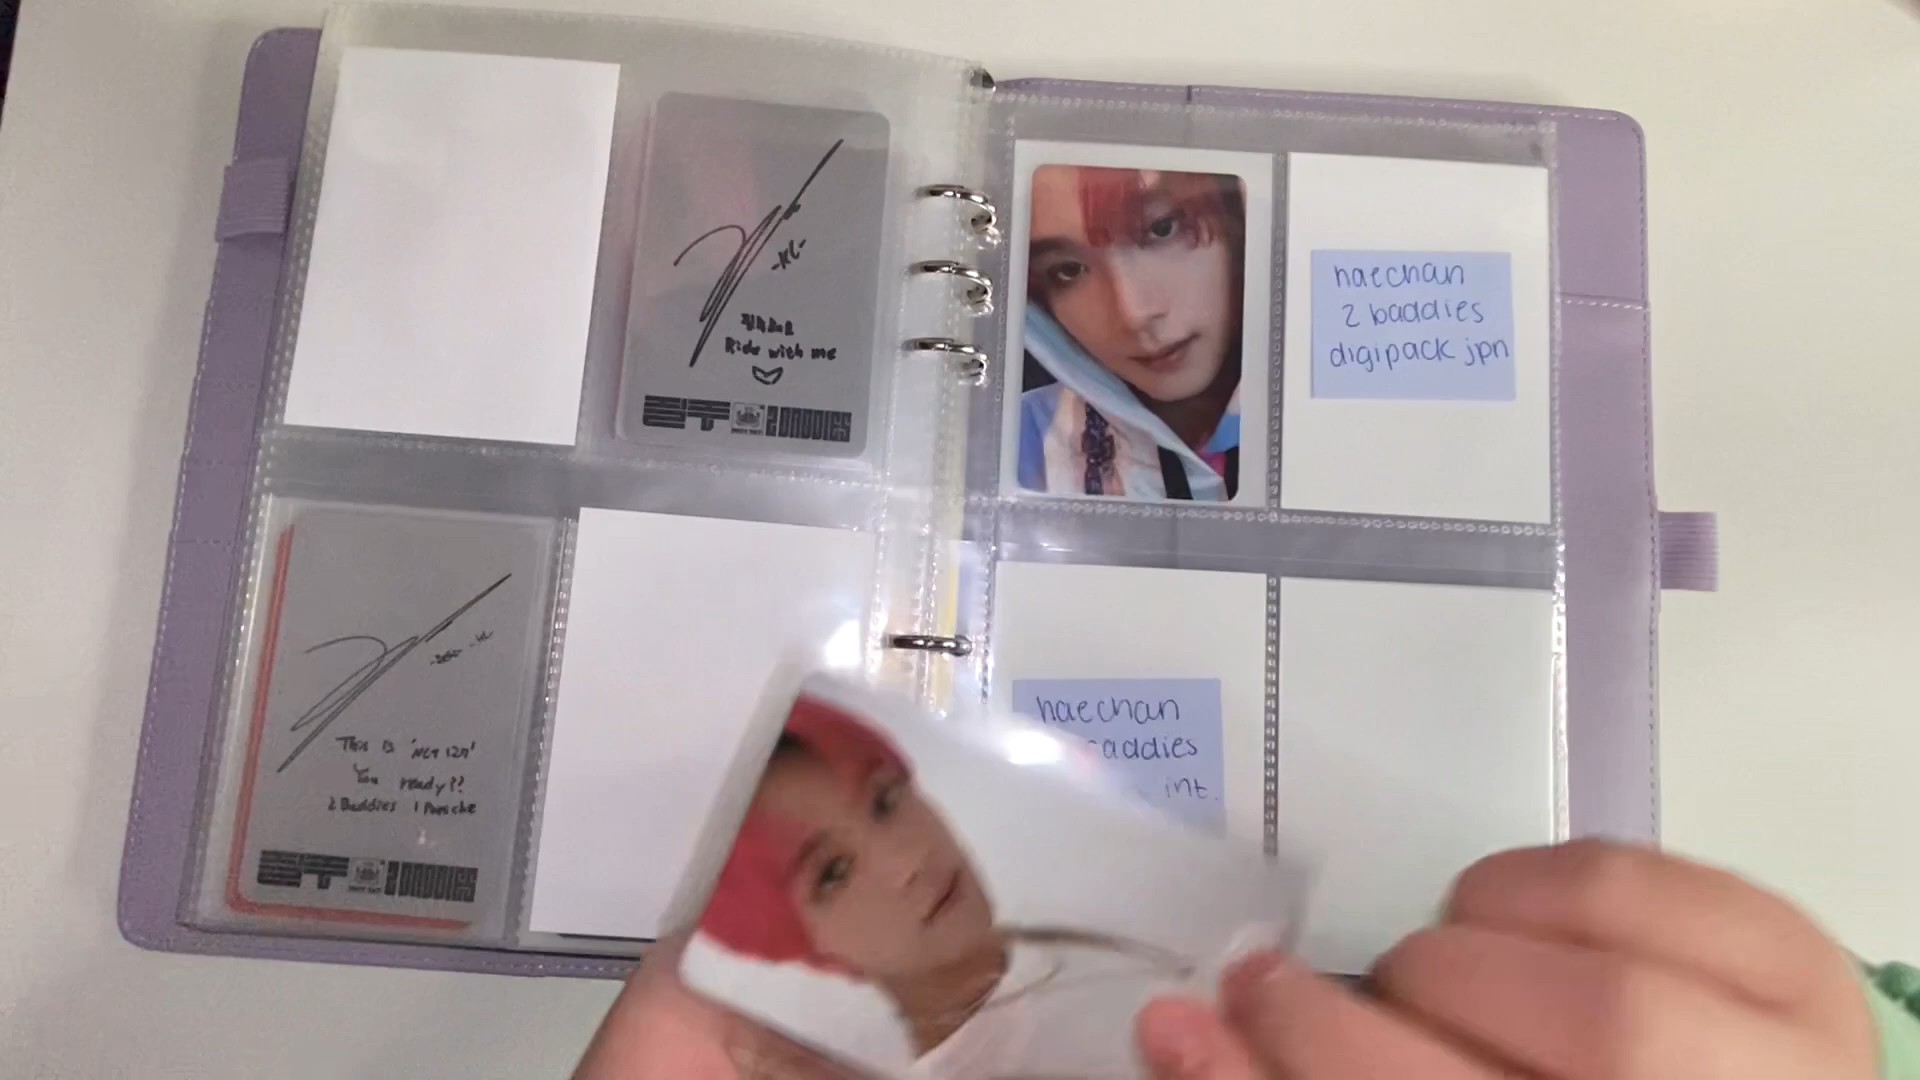 Ride with me
2 BADDIES
This is 'NCT 127'
You ready??
2 Baddies 1 Porsche
2 BADDIES
haechan
2 baddies
digipack jpn
haechan
baddies
int.